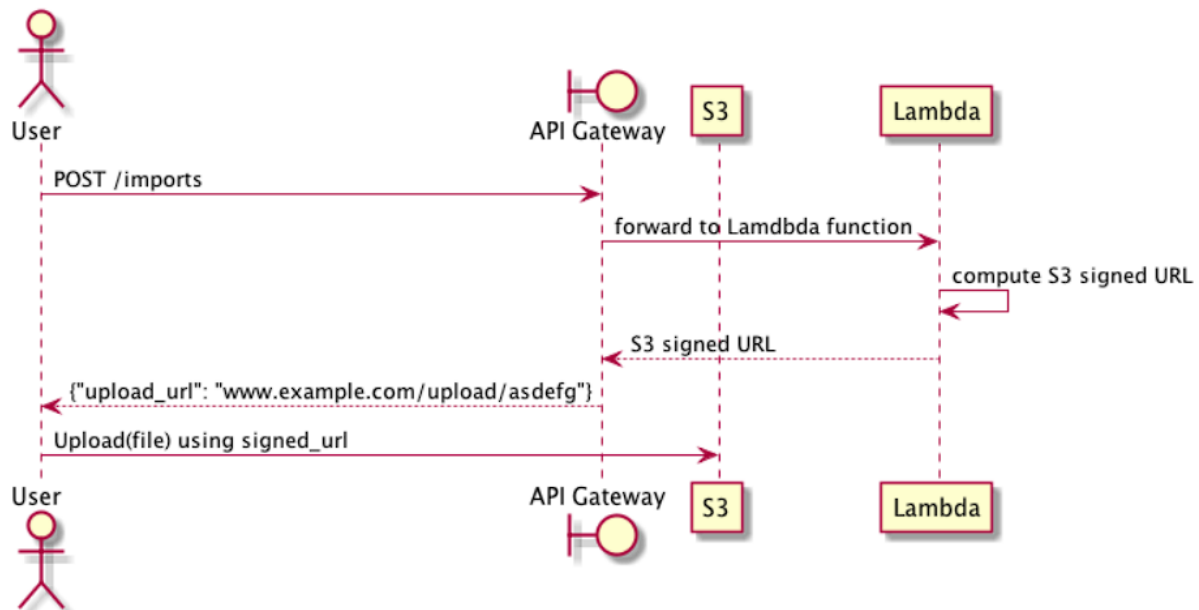 User
API Gateway
S3
Lambda
POST /imports
forward to Lamdbda function
compute S3 signed URL
S3 signed URL
{"upload_url": "www.example.com/upload/asdefg"}
Upload(file) using signed_url
User
API Gateway
S3
Lambda